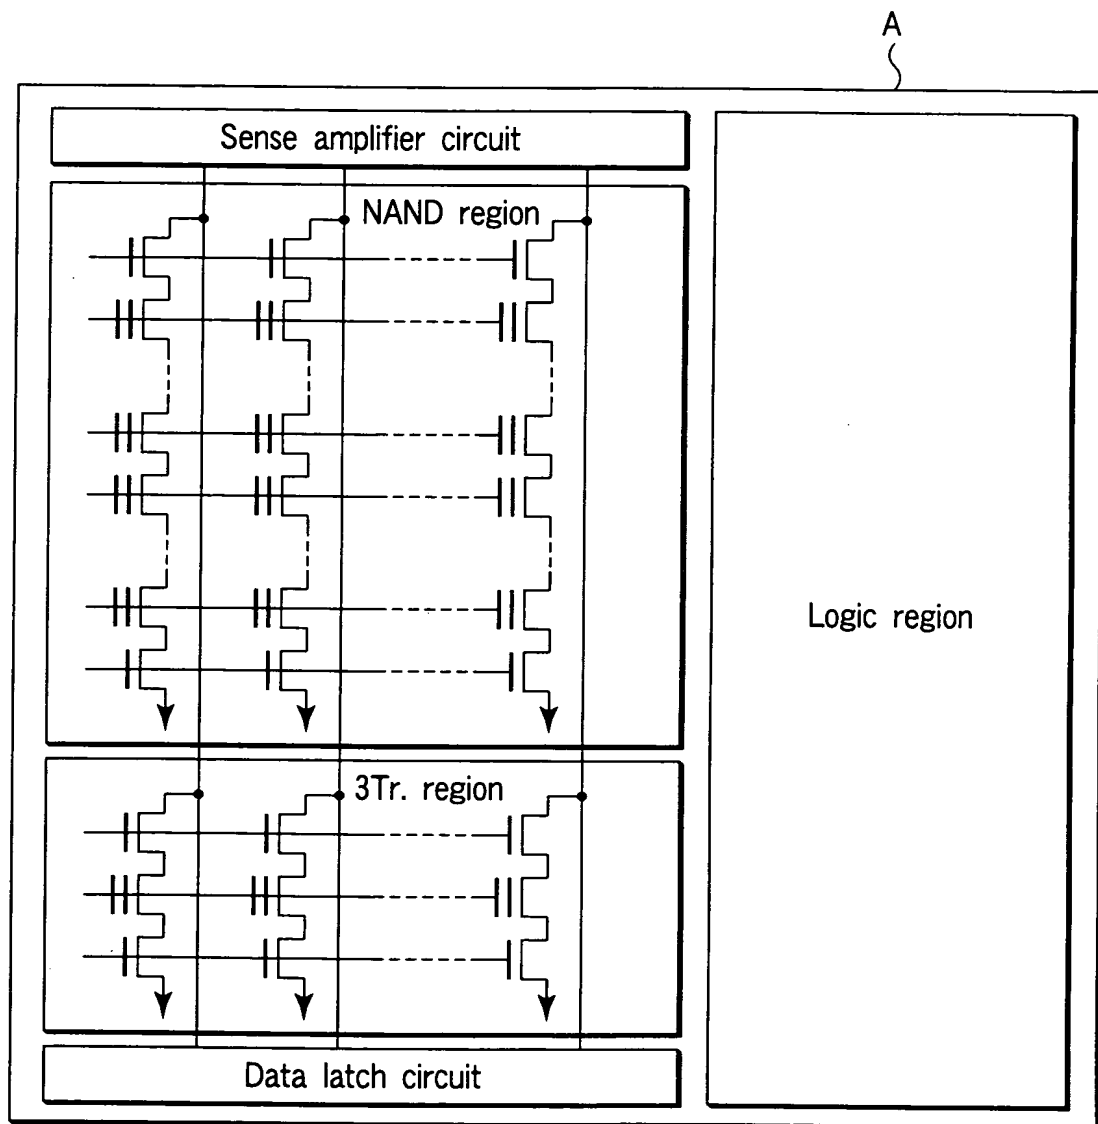 A
Sense amplifier circuit
NAND region
Logic region
3Tr. region
Data latch circuit